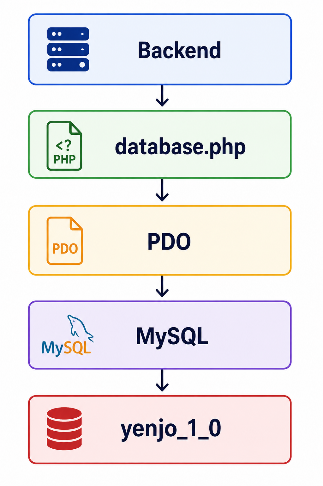 Backend
<?
PHP
database.php
PDO
PDO
MySQL
MySQL
yenjo_1_0